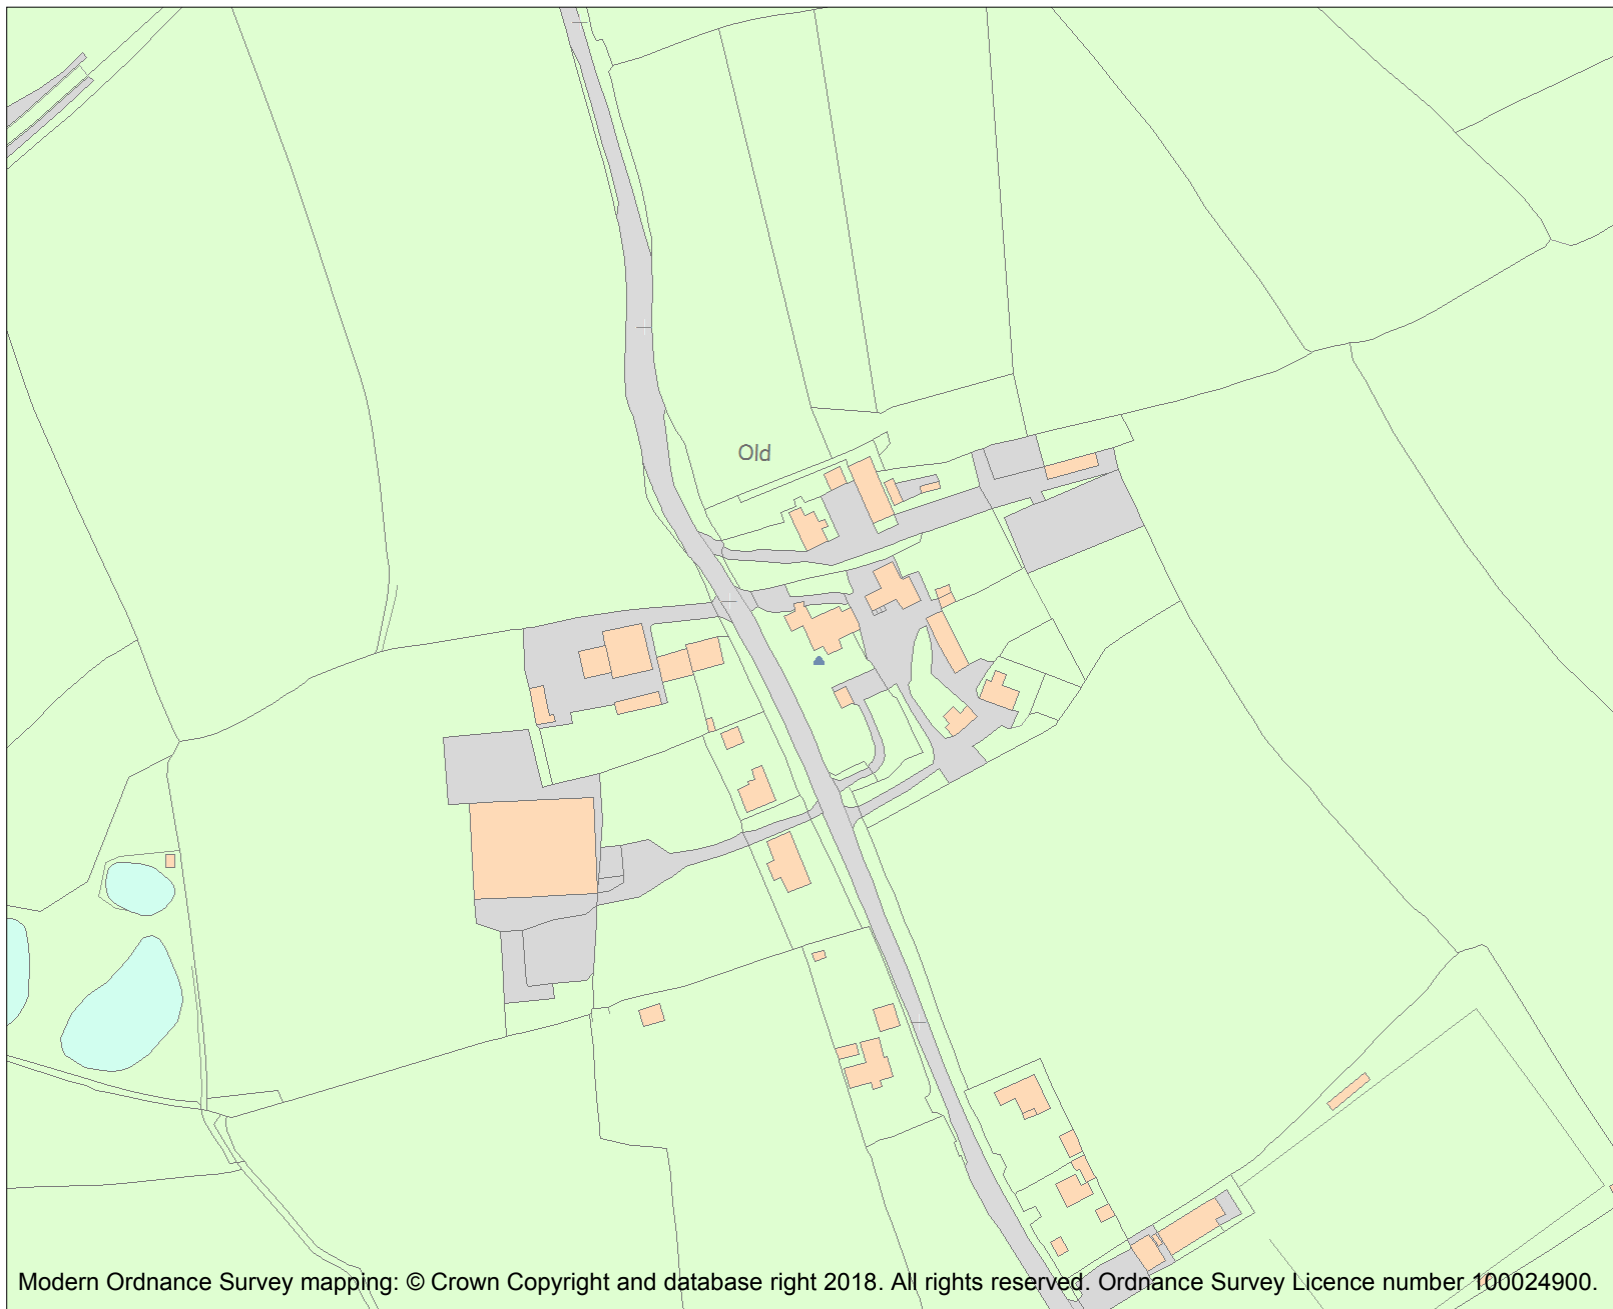 Old
Modern Ordnance Survey mapping: © Crown Copyright and database right 2018. All rights reserved. Ordnance Survey Licence number 100024900.